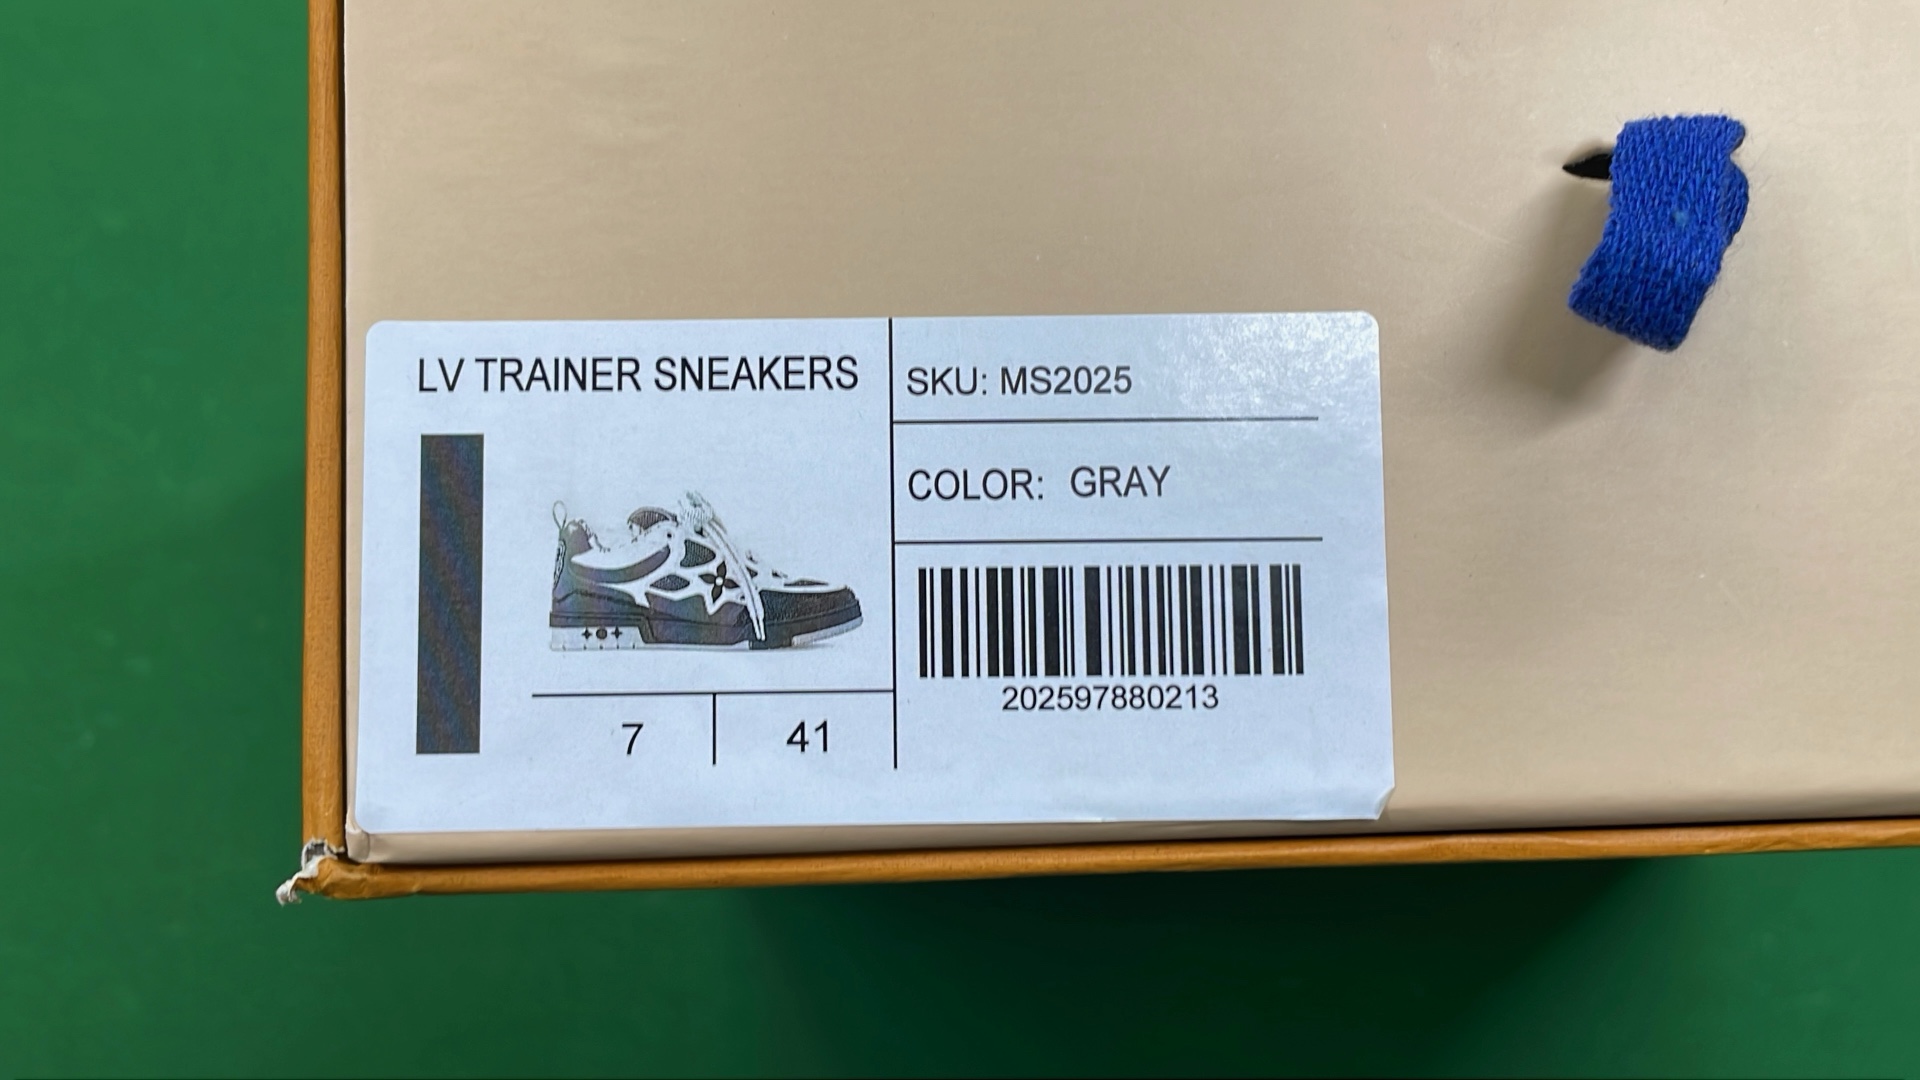 LV TRAINER SNEAKERS
7
41
SKU: MS2025
COLOR: GRAY
202597880213